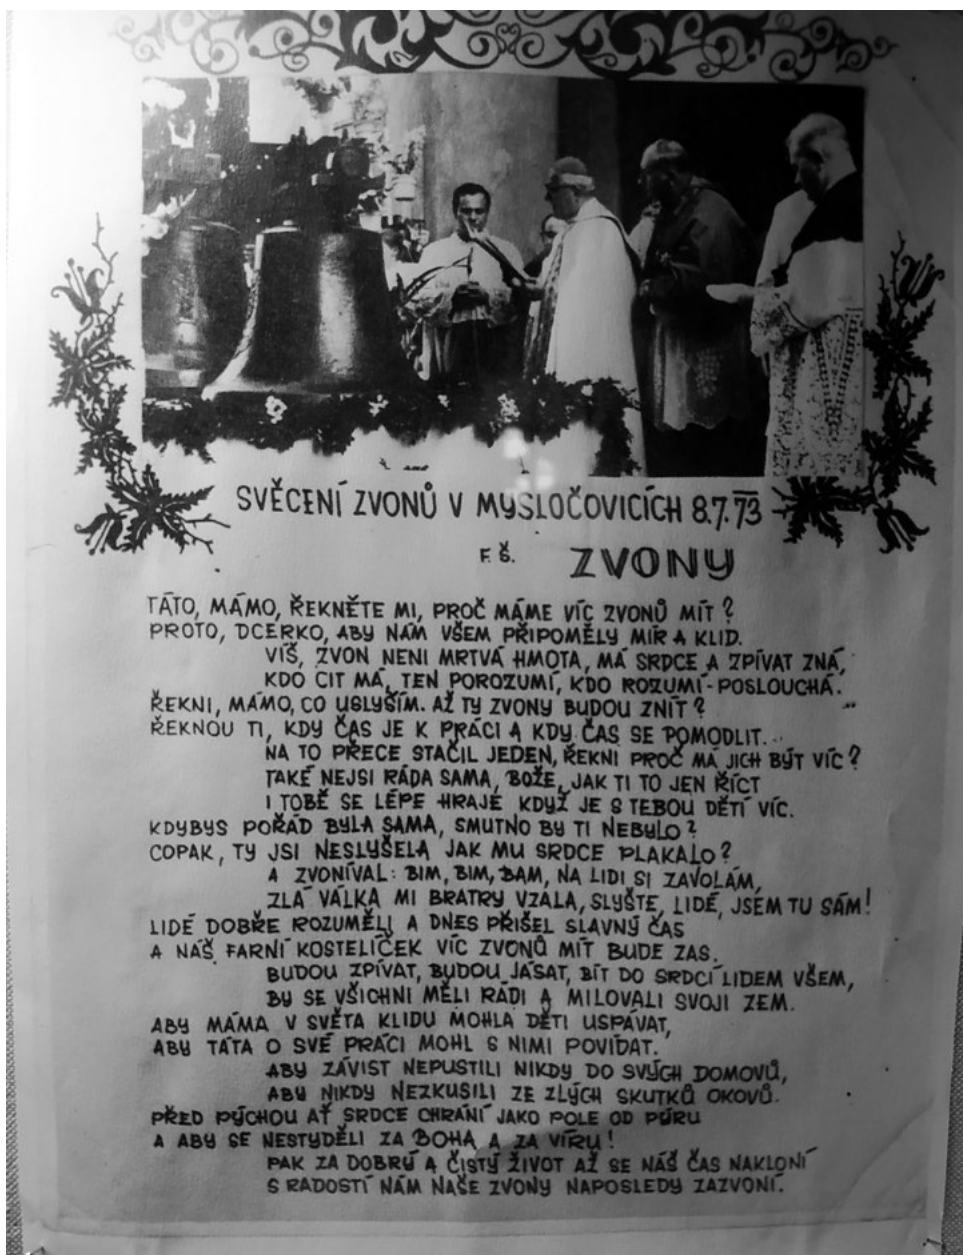 SVĚCENÍ ZVONŮ V MYSLOČOVICÍCH 8.7.73
F. Š. ZVONY
TÁTO, MÁMO, ŘEKNĚTE MI, PROČ MÁME VÍC ZVONŮ MÍT?
PROTO, DCERKO, ABY NÁM VŠEM PŘIPOMĚLY MÍR A KLID.
VÍŠ, ZVON NENI MRTVÁ HMOTA, MÁ SRDCE A ZPÍVAT ZNÁ,
KDO CIT MÁ, TEN POROZUMÍ, KDO ROZUMÍ-POSLOUCHÁ.
ŘEKNI, MÁMO, CO USLYŠÍM. AŽ TY ZVONY BUDOU ZNÍT?
ŘEKNOU TI, KDY ČAS JE K PRÁCI A KDY ČAS SE POMODLIT.
NA TO PŘECE STAČIL JEDEN, ŘEKNI PROČ MÁ JICH BÝT VÍC?
TAKÉ NEJSI RÁDA SAMA, BOŽE, JAK TI TO JEN ŘÍCT
I TOBĚ SE LÉPE HRAJE KDYŽ JE S TEBOU DĚTÍ VÍC.
KDYBYS POŘÁD BYLA SAMA, SMUTNO BY TI NEBYLO?
COPAK, TY JSI NESLYŠELA JAK MU SRDCE PLAKALO?
A ZVONÍVAL: BIM, BIM, BAM, NA LIDI SI ZAVOLÁM,
ZLÁ VÁLKA MI BRATRY VZALA, SLYŠTE, LIDÉ, JSEM TU SÁM!
LIDÉ DOBŘE ROZUMĚLI A DNES PŘIŠEL SLAVNÝ ČAS
A NÁŠ FARNÍ KOSTELÍČEK VÍC ZVONŮ MÍT BUDE ZAS.
BUDOU ZPÍVAT, BUDOU JÁSAT, BÍT DO SRDCÍ LIDEM VŠEM,
BY SE VŠICHNI MĚLI RÁDI A MILOVALI SVOJI ZEM.
ABY MÁMA V SVĚTA KLIDU MOHLA DĚTI USPÁVAT,
ABY TÁTA O SVÉ PRÁCI MOHL S NIMI POVÍDAT.
ABY ZÁVIST NEPUSTILI NIKDY DO SVÝCH DOMOVŮ,
ABY NIKDY NEZKUSILI ZE ZLÝCH SKUTKŮ OKOVŮ.
PŘED PÝCHOU AŤ SRDCE CHRÁNÍ JAKO POLE OD PÝRU
A ABY SE NESTYDĚLI ZA BOHA A ZA VÍRU!
PAK ZA DOBRÝ A ČISTÝ ŽIVOT AŽ SE NÁŠ ČAS NAKLONÍ
S RADOSTÍ NÁM NAŠE ZVONY NAPOSLEDY ZAZVONÍ.